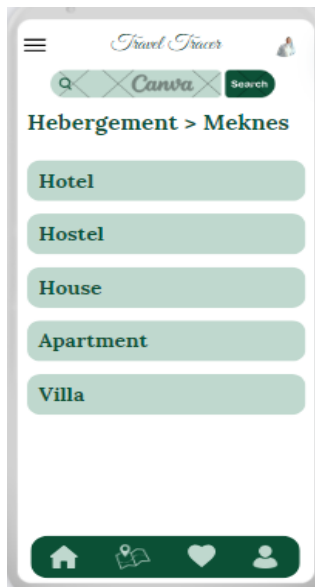 Travel Tracer
Canva Search
Hebergement > Meknes
Hotel
Hostel
House
Apartment
Villa